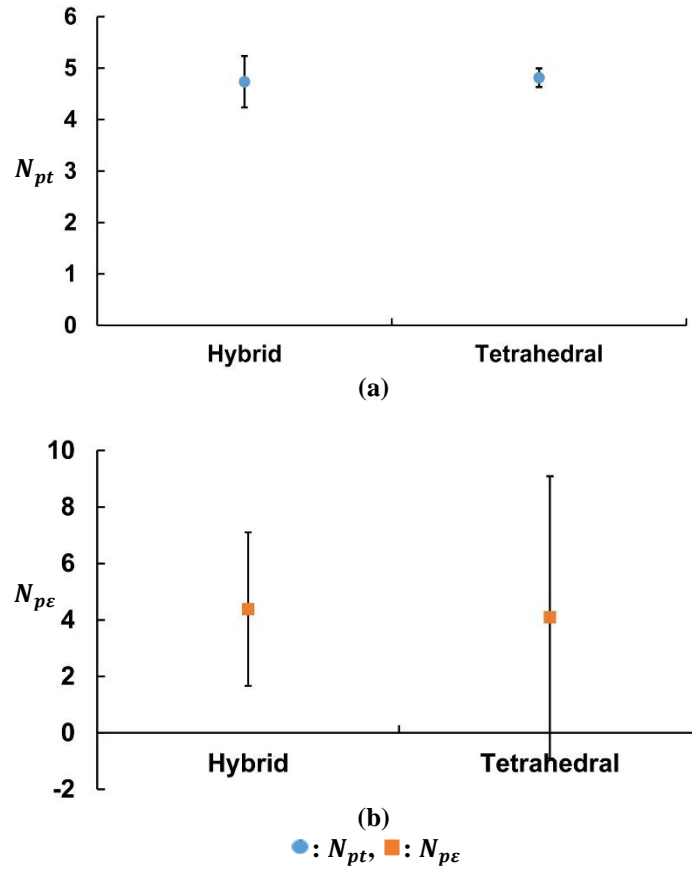 6
5
4
N_pt 3
2
1
0
Hybrid Tetrahedral
(a)
10
8
6
N_pε 4
2
0
Hybrid Tetrahedral
-2
(b)
: N_pt, : N_pε